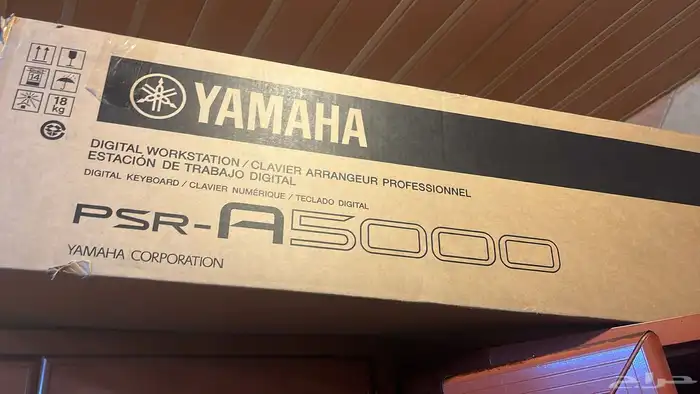 14
18
kg
YAMAHA
DIGITAL WORKSTATION / CLAVIER ARRANGEUR PROFESSIONNEL
ESTACIÓN DE TRABAJO DIGITAL
DIGITAL KEYBOARD / CLAVIER NUMÉRIQUE / TECLADO DIGITAL
PSR-A5000
YAMAHA CORPORATION
حراج